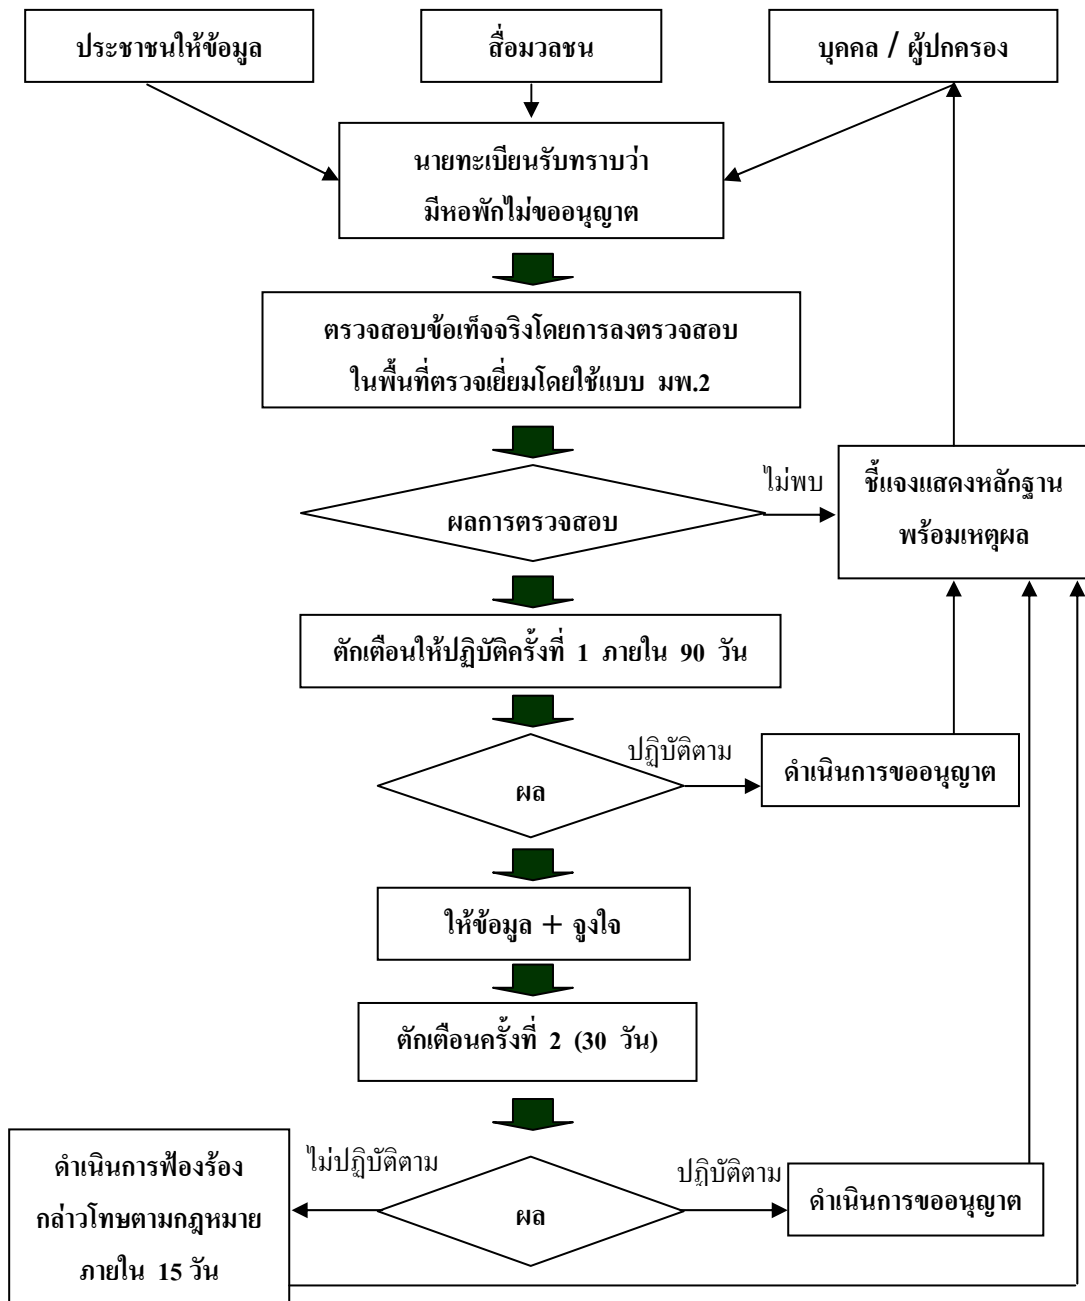 ประชาชนให้ข้อมูล
สื่อมวลชน
บุคคล / ผู้ปกครอง
นายทะเบียนรับทราบว่า
มีหอพักไม่ขออนุญาต
ตรวจสอบข้อเท็จจริงโดยการลงตรวจสอบ
ในพื้นที่ตรวจเยี่ยมโดยใช้แบบ มพ.2
ผลการตรวจสอบ
ไม่พบ
ชี้แจงแสดงหลักฐาน
พร้อมเหตุผล
ตักเตือนให้ปฏิบัติครั้งที่ 1 ภายใน 90 วัน
ผล
ปฏิบัติตาม
ดำเนินการขออนุญาต
ให้ข้อมูล + จูงใจ
ตักเตือนครั้งที่ 2 (30 วัน)
ผล
ไม่ปฏิบัติตาม
ดำเนินการฟ้องร้อง
กล่าวโทษตามกฎหมาย
ภายใน 15 วัน
ปฏิบัติตาม
ดำเนินการขออนุญาต